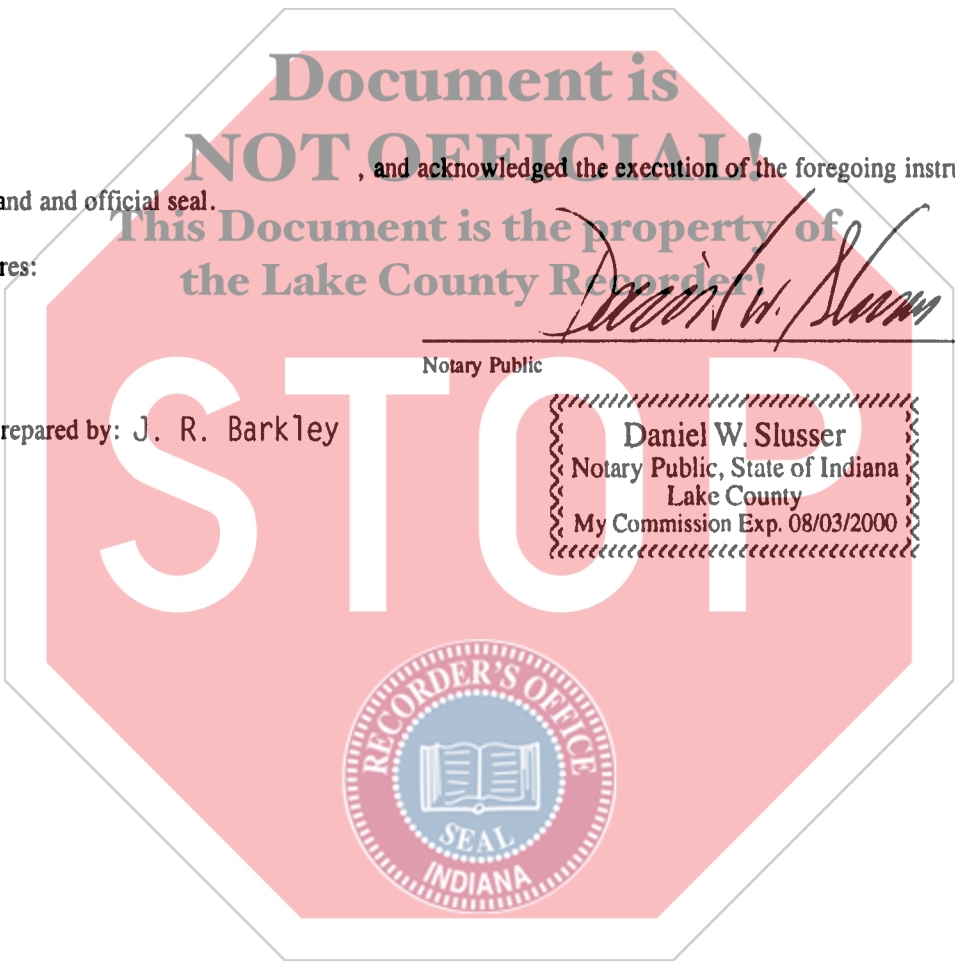 Document is
NOT OFFICIAL!
, and acknowledged the execution of the foregoing instru
and and official seal.
This Document is the property of
res:
the Lake County Recorder!
Daniel W. Slusser
Notary Public
repared by: J. R. Barkley
Daniel W. Slusser
Notary Public, State of Indiana
Lake County
My Commission Exp. 08/03/2000
STOP
RECORDER'S OFFICE
SEAL
INDIANA